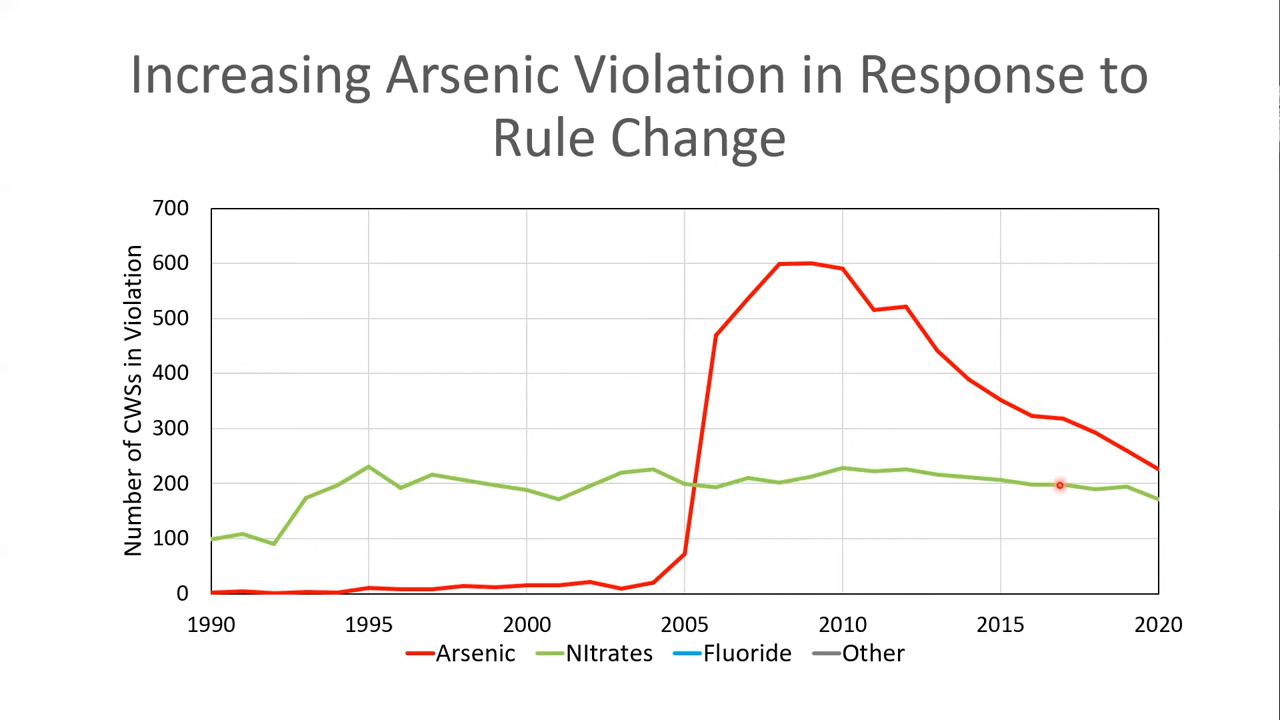 Increasing Arsenic Violation in Response to
Rule Change
Number of CWSs in Violation
700
600
500
400
300
200
100
0
1990 1995 2000 2005 2010 2015 2020
Arsenic NItrates Fluoride Other